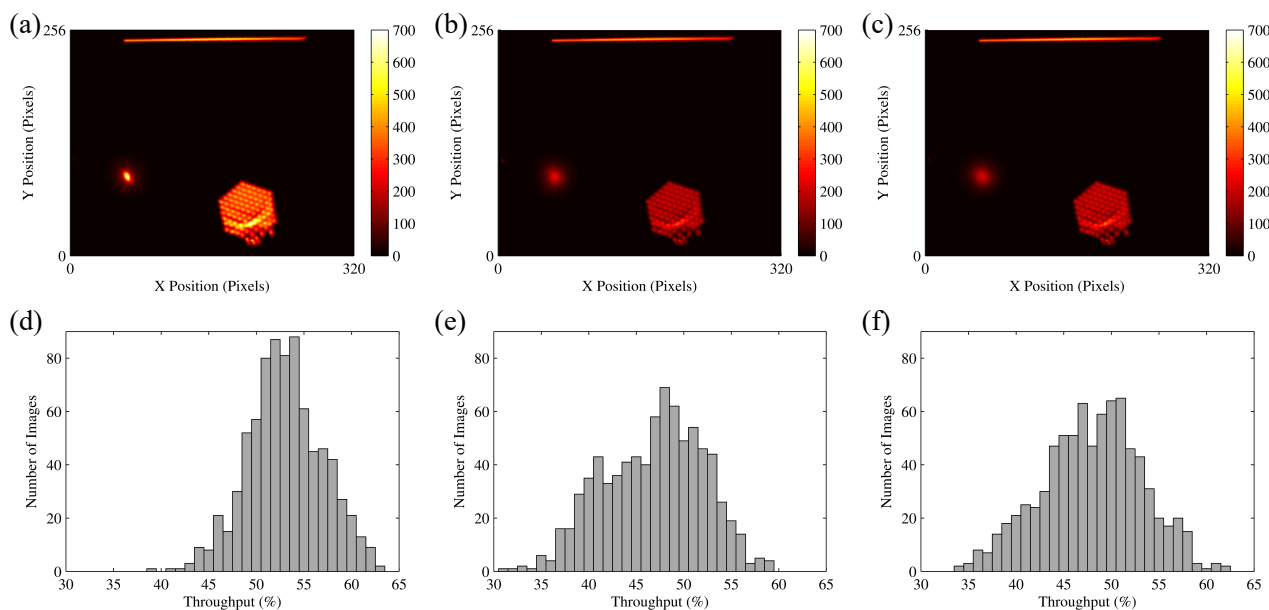 (a)
256
Y Position (Pixels)
0
0
320
X Position (Pixels)
700
600
500
400
300
200
100
0
(b)
256
Y Position (Pixels)
0
0
320
X Position (Pixels)
700
600
500
400
300
200
100
0
(c)
256
Y Position (Pixels)
0
0
320
X Position (Pixels)
700
600
500
400
300
200
100
0
(d)
80
60
40
20
0
Number of Images
30 35 40 45 50 55 60 65
Throughput (%)
(e)
80
60
40
20
0
Number of Images
30 35 40 45 50 55 60 65
Throughput (%)
(f)
80
60
40
20
0
Number of Images
30 35 40 45 50 55 60 65
Throughput (%)